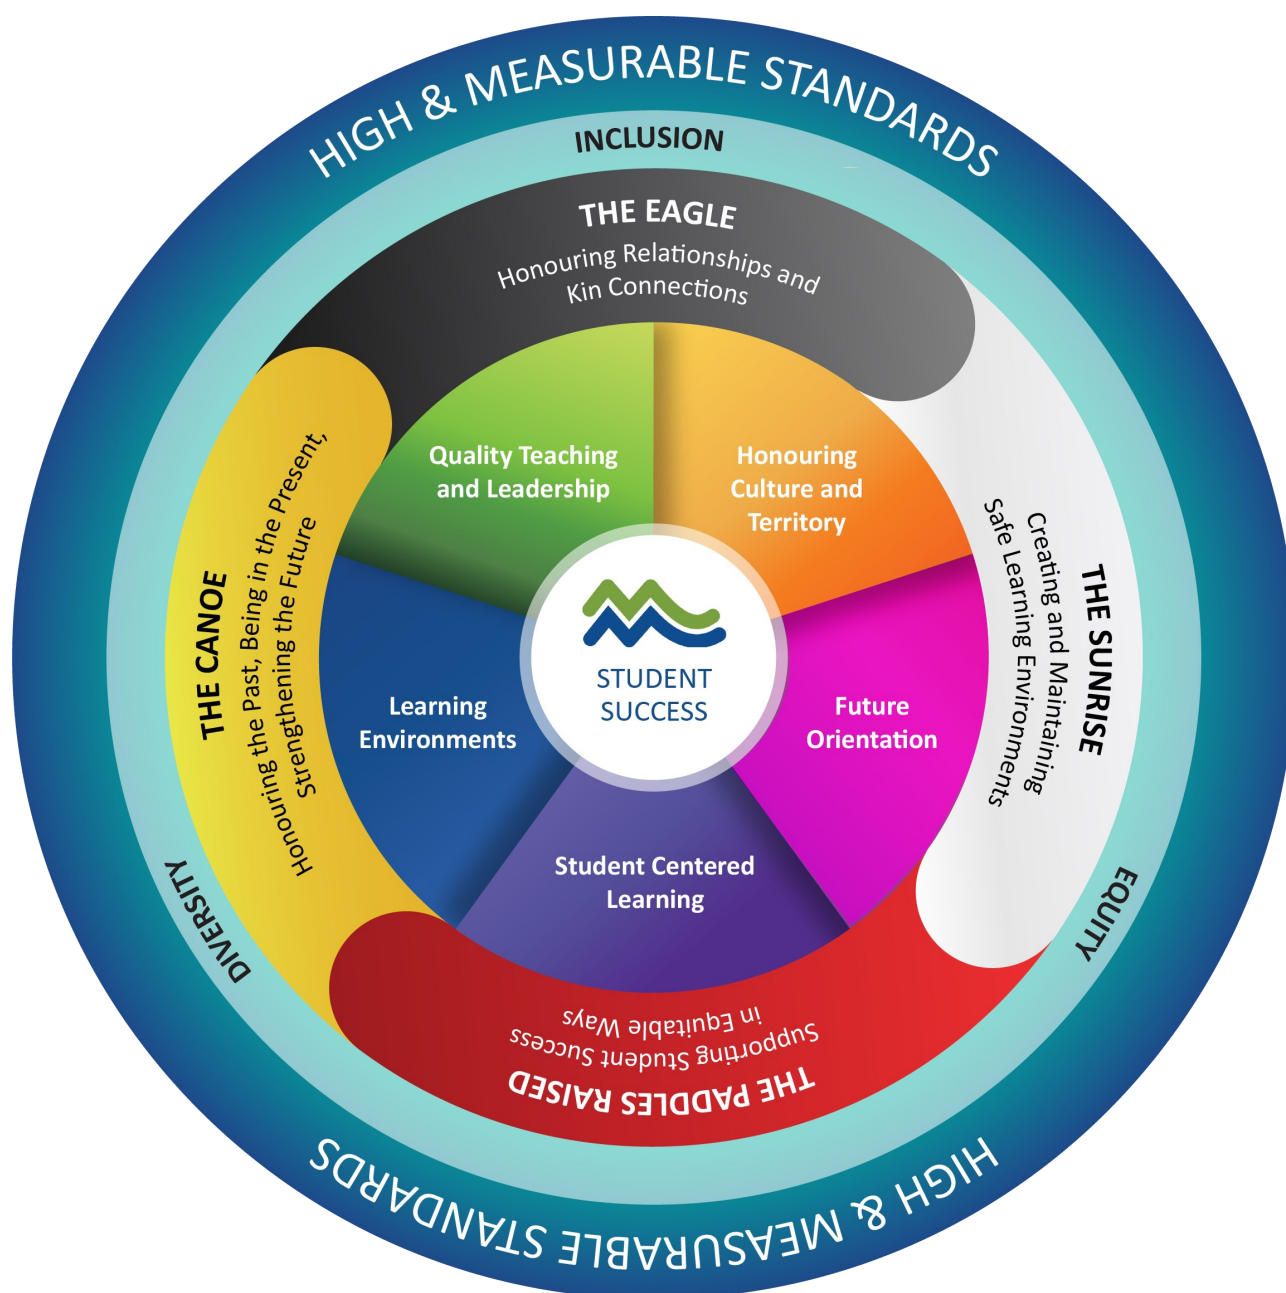 HIGH & MEASURABLE STANDARDS
INCLUSION
THE EAGLE
Honouring Relationships and
Kin Connections
THE SUNRISE
Creating and Maintaining
Safe Learning Environments
EQUITY
THE PADDLES RAISED
Supporting Student Success
in Equitable Ways
DIVERSITY
THE CANOE
Honouring the Past, Being in the Present,
Strengthening the Future
Quality Teaching
and Leadership
Honouring
Culture and
Territory
Future
Orientation
Student Centered
Learning
Learning
Environments
STUDENT
SUCCESS
HIGH & MEASURABLE STANDARDS